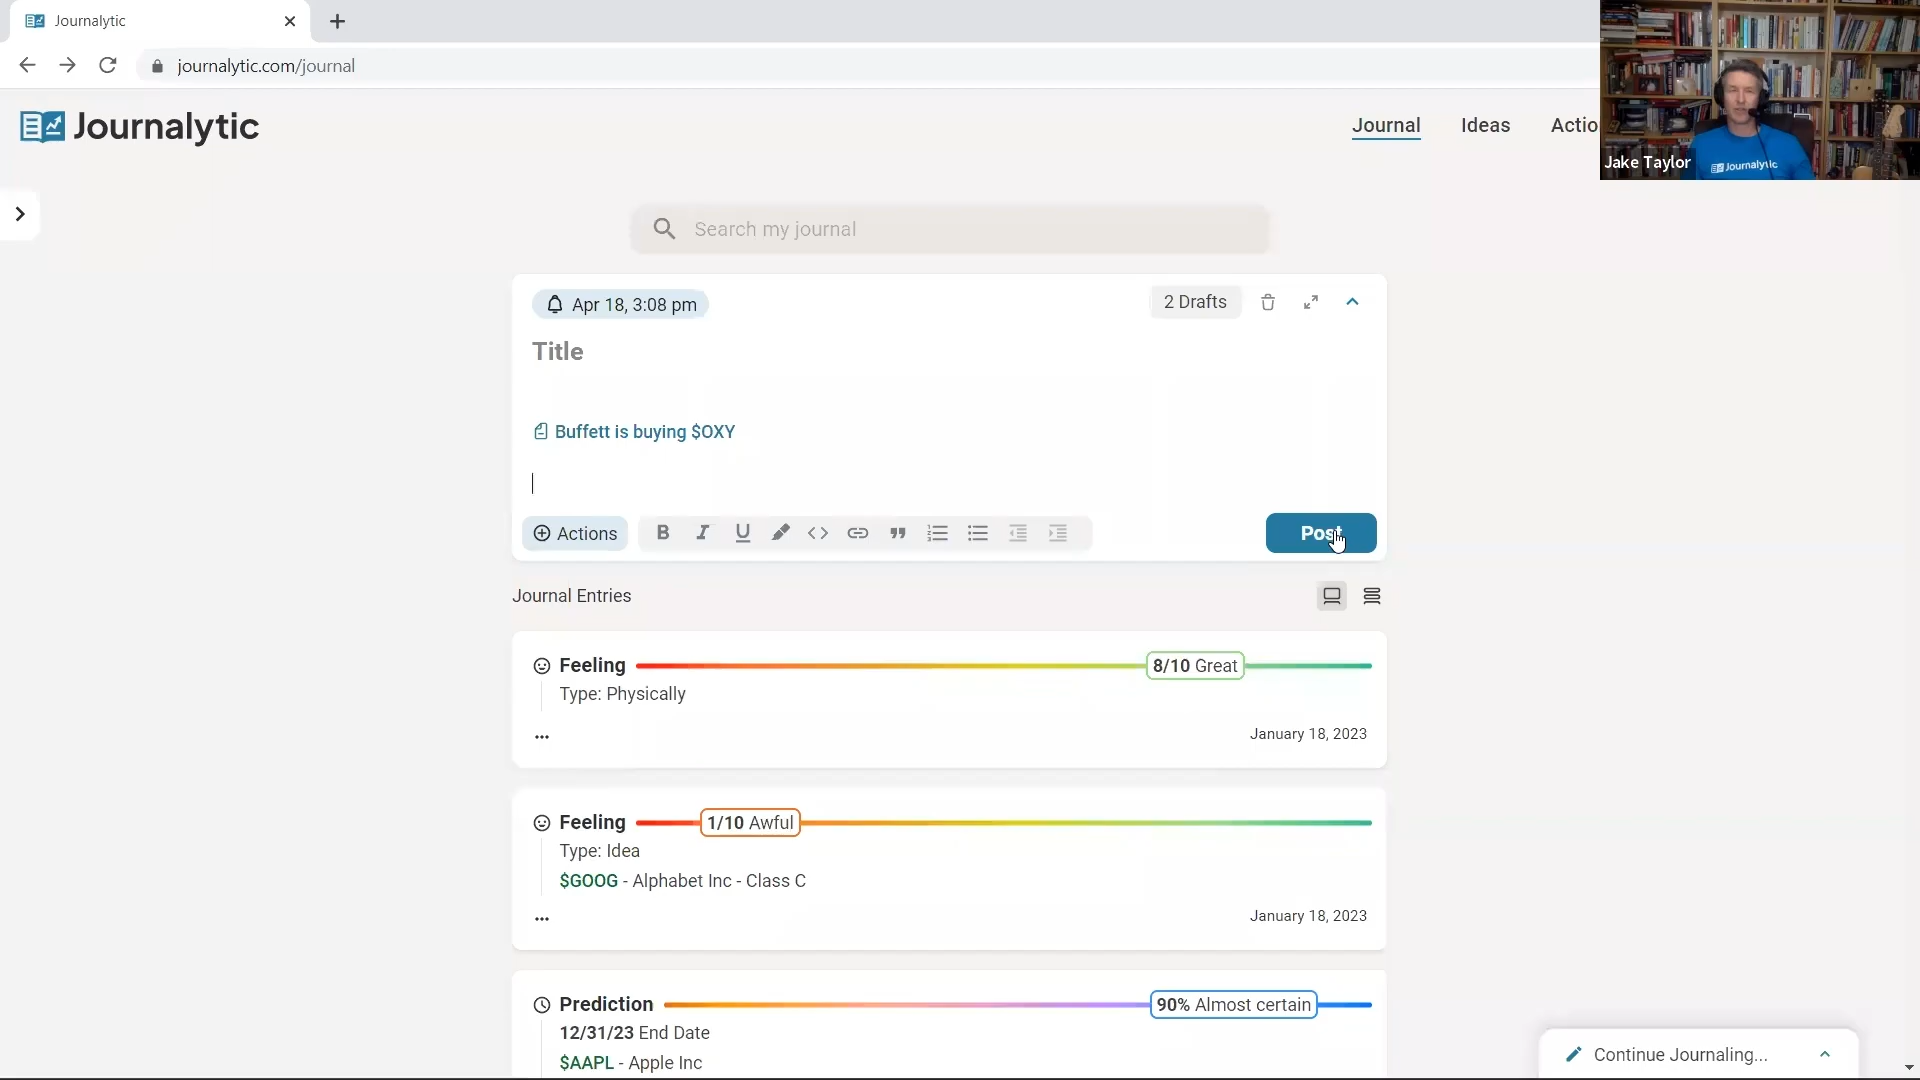 Journalytic
journalytic.com/journal
Journalytic
Journal
Ideas
Actio
Jake Taylor
Journalytic
Search my journal
Apr 18, 3:08 pm
2 Drafts
Title
Buffett is buying $OXY
Actions
B I U
Post
Journal Entries
Feeling
8/10 Great
Type: Physically
January 18, 2023
Feeling
1/10 Awful
Type: Idea
$GOOG - Alphabet Inc - Class C
January 18, 2023
Prediction
90% Almost certain
12/31/23 End Date
$AAPL - Apple Inc
Continue Journaling...